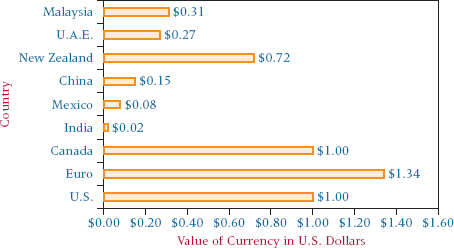 Country
Malaysia $0.31
U.A.E. $0.27
New Zealand $0.72
China $0.15
Mexico $0.08
India $0.02
Canada $1.00
Euro $1.34
U.S. $1.00
$0.00 $0.20 $0.40 $0.60 $0.80 $1.00 $1.20 $1.40 $1.60
Value of Currency in U.S. Dollars